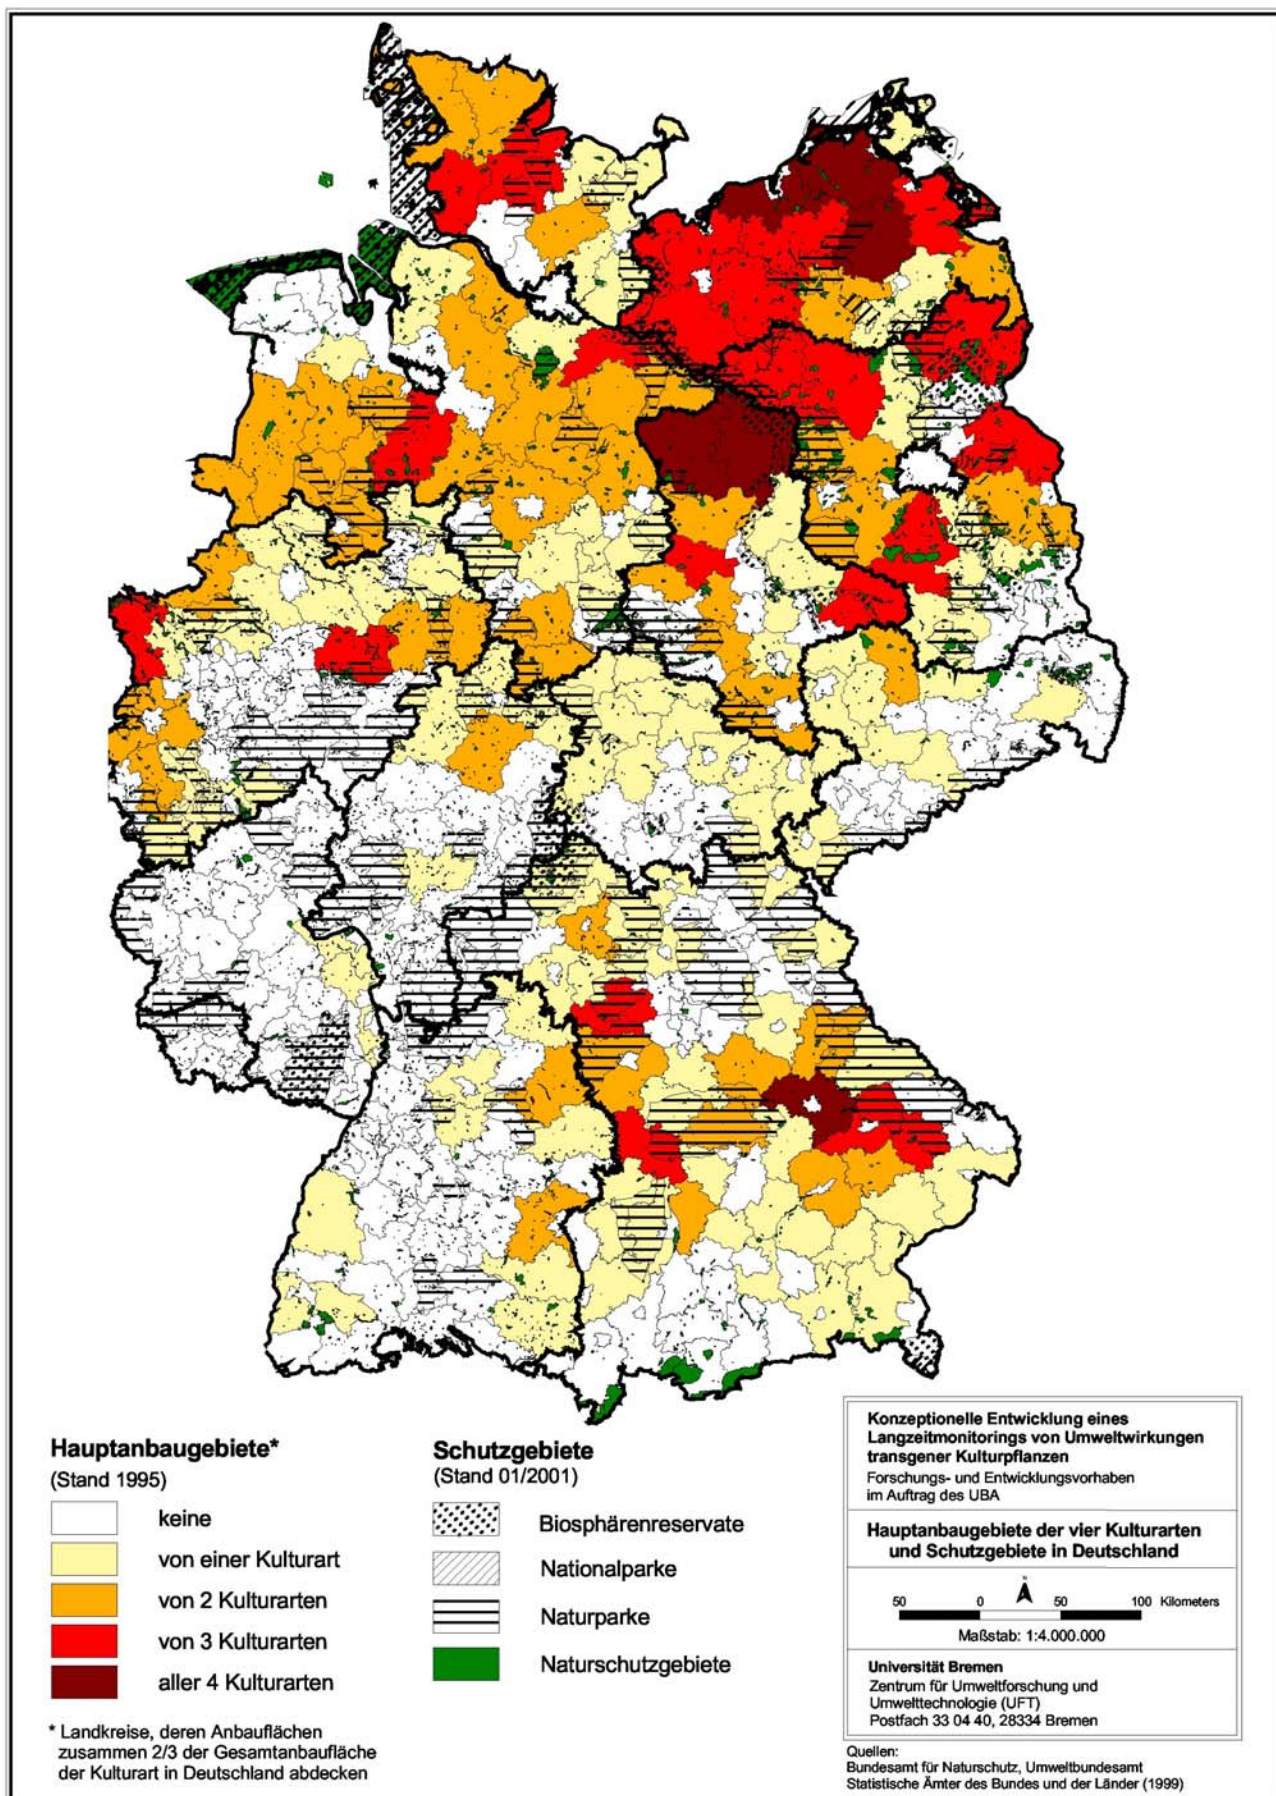 Hauptanbaugebiete*
(Stand 1995)
keine
von einer Kulturart
von 2 Kulturarten
von 3 Kulturarten
aller 4 Kulturarten
* Landkreise, deren Anbauflächen
zusammen 2/3 der Gesamtanbaufläche
der Kulturart in Deutschland abdecken
Schutzgebiete
(Stand 01/2001)
Biosphärenreservate
Nationalparke
Naturparke
Naturschutzgebiete
Konzeptionelle Entwicklung eines
Langzeitmonitorings von Umweltwirkungen
transgener Kulturpflanzen
Forschungs- und Entwicklungsvorhaben
im Auftrag des UBA
Hauptanbaugebiete der vier Kulturarten
und Schutzgebiete in Deutschland
N
50 0 50 100 Kilometers
Maßstab: 1:4.000.000
Universität Bremen
Zentrum für Umweltforschung und
Umwelttechnologie (UFT)
Postfach 33 04 40, 28334 Bremen
Quellen:
Bundesamt für Naturschutz, Umweltbundesamt
Statistische Ämter des Bundes und der Länder (1999)